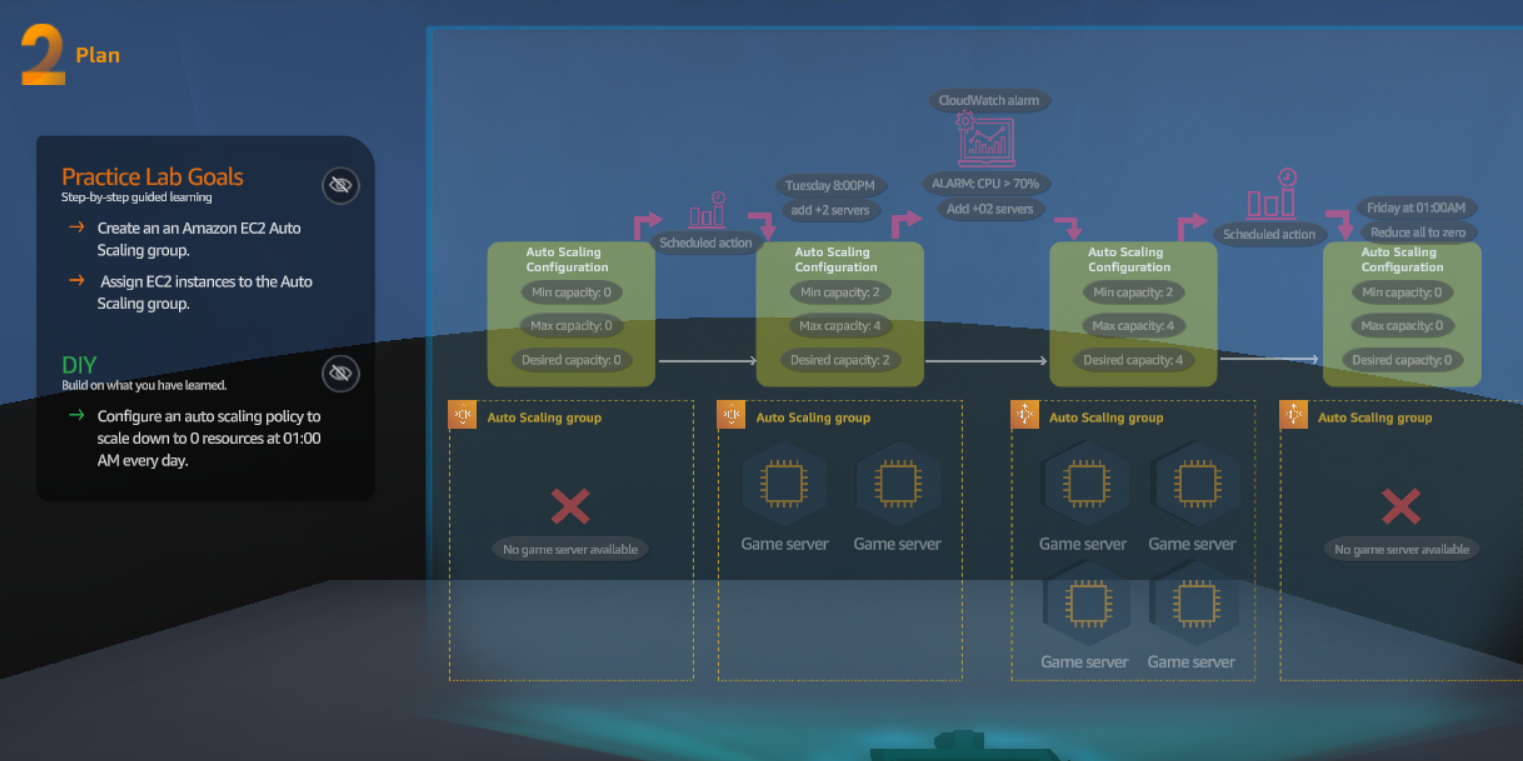 2 Plan
Practice Lab Goals
Step-by-step guided learning
→ Create an an Amazon EC2 Auto
Scaling group.
→ Assign EC2 instances to the Auto
Scaling group.
DIY
Build on what you have learned.
→ Configure an auto scaling policy to
scale down to 0 resources at 01:00
AM every day.
Auto Scaling
Configuration
Min capacity: 0
Max capacity: 0
Desired capacity: 0
Auto Scaling group
No game server available
Scheduled action
Tuesday 8:00PM
add +2 servers
Auto Scaling
Configuration
Min capacity: 2
Max capacity: 4
Desired capacity: 2
Auto Scaling group
Game server
Game server
CloudWatch alarm
ALARM: CPU > 70%
Add +02 servers
Auto Scaling
Configuration
Min capacity: 2
Max capacity: 4
Desired capacity: 4
Auto Scaling group
Game server
Game server
Game server
Game server
Scheduled action
Friday at 01:00AM
Reduce all to zero
Auto Scaling
Configuration
Min capacity: 0
Max capacity: 0
Desired capacity: 0
Auto Scaling group
No game server available